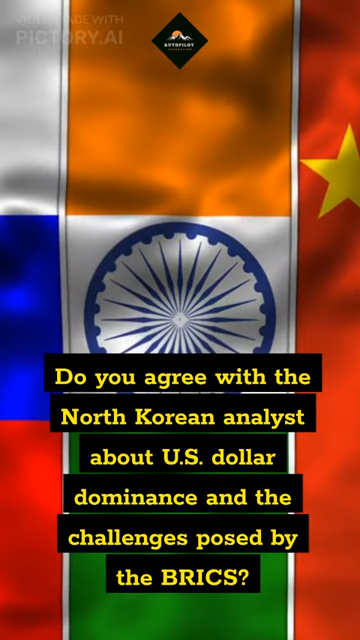 VIDEO MADE WITH
PICTORY.AI
AUTOPILOT
Do you agree with the
North Korean analyst
about U.S. dollar
dominance and the
challenges posed by
the BRICS?